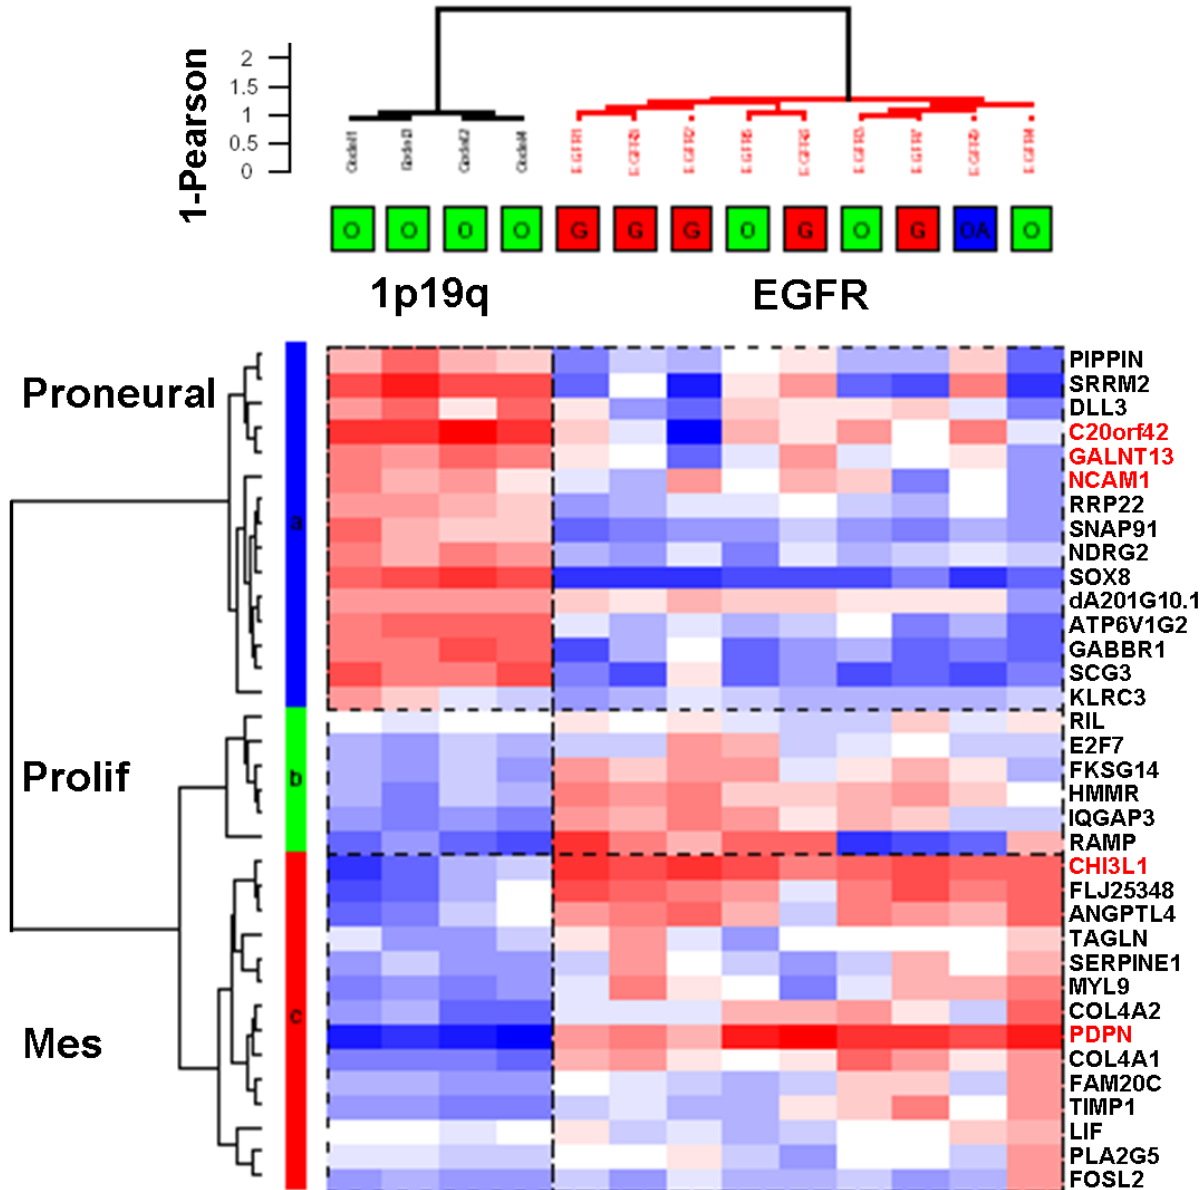 1-Pearson
2
1.5
1
0.5
0
O O O O G G G O G O G OA O
1p19q EGFR
Proneural
Prolif
Mes
a
b
c
PIPPIN
SRRM2
DLL3
C20orf42
GALNT13
NCAM1
RRP22
SNAP91
NDRG2
SOX8
dA201G10.1
ATP6V1G2
GABBR1
SCG3
KLRC3
RIL
E2F7
FKSG14
HMMR
IQGAP3
RAMP
CHI3L1
FLJ25348
ANGPTL4
TAGLN
SERPINE1
MYL9
COL4A2
PDPN
COL4A1
FAM20C
TIMP1
LIF
PLA2G5
FOSL2